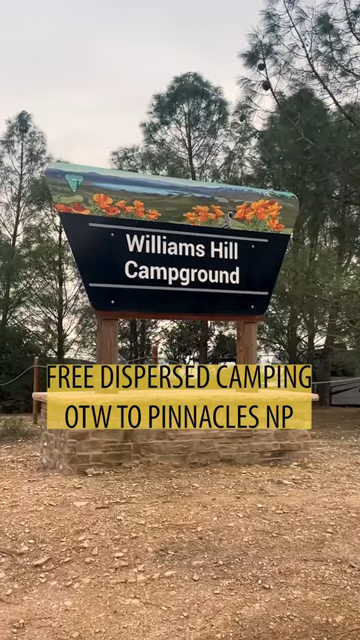 Williams Hill
Campground
FREE DISPERSED CAMPING
OTW TO PINNACLES NP